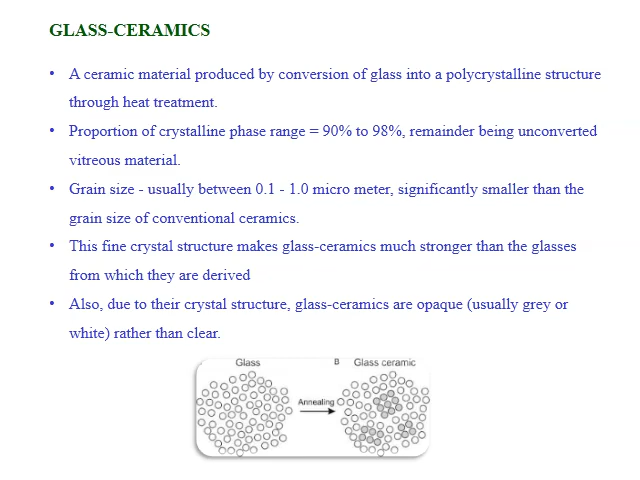 GLASS-CERAMICS
• A ceramic material produced by conversion of glass into a polycrystalline structure
through heat treatment.
• Proportion of crystalline phase range = 90% to 98%, remainder being unconverted
vitreous material.
• Grain size - usually between 0.1 - 1.0 micro meter, significantly smaller than the
grain size of conventional ceramics.
• This fine crystal structure makes glass-ceramics much stronger than the glasses
from which they are derived
• Also, due to their crystal structure, glass-ceramics are opaque (usually grey or
white) rather than clear.
Glass B Glass ceramic
Annealing